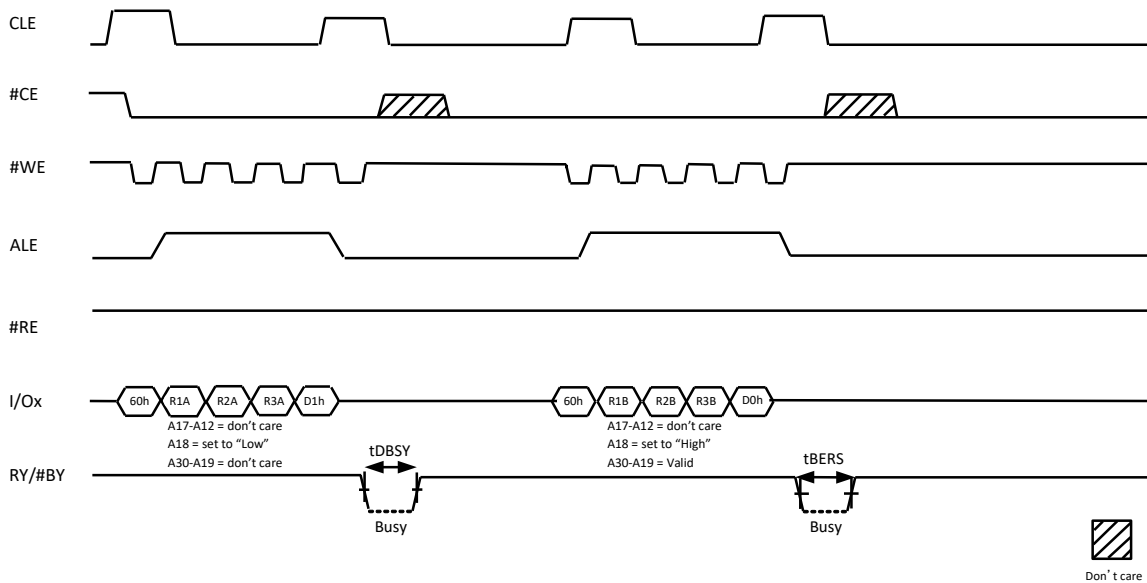 CLE
#CE
#WE
ALE
#RE
I/Ox
60h R1A R2A R3A D1h 60h R1B R2B R3B D0h
A17-A12 = don't care
A18 = set to “Low”
A30-A19 = don't care
A17-A12 = don't care
A18 = set to “High”
A30-A19 = Valid
RY/#BY
tDBSY
Busy
tBERS
Busy
Don’t care